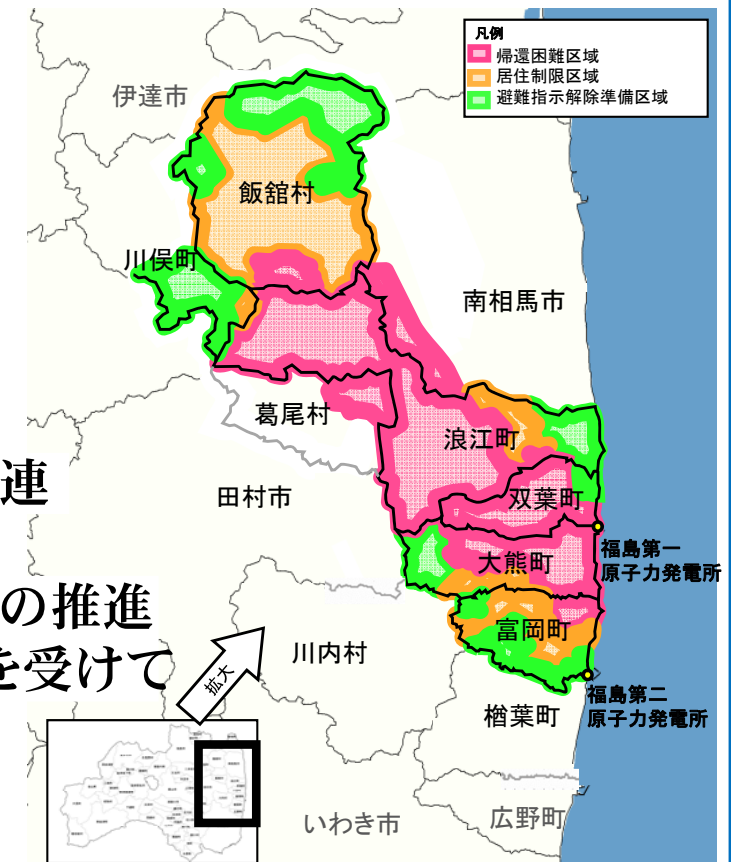 凡例
帰還困難区域
居住制限区域
避難指示解除準備区域
伊達市
飯舘村
川俣町
南相馬市
葛尾村
浪江町
連
田村市
双葉町
福島第一
原子力発電所
大熊町
の推進
富岡町
川内村
を受けて
拡大
福島第二
原子力発電所
楢葉町
いわき市
広野町